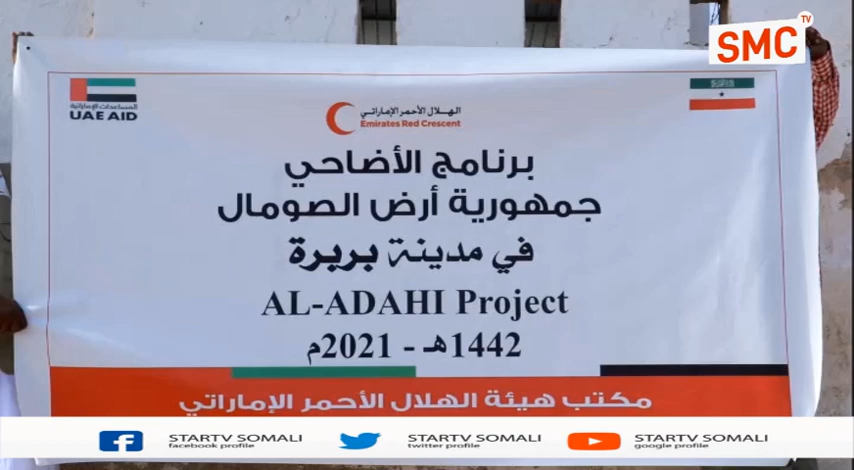 SMC TV
المساعدات الإماراتية
UAE AID
الهلال الأحمر الإماراتي
Emirates Red Crescent
برنامج الأضاحي
جمهورية أرض الصومال
في مدينة بربرة
AL-ADAHI Project
1442هـ - 2021م
مكتب هيئة الهلال الأحمر الإماراتي
STARTV SOMALI
facebook profile
STARTV SOMALI
twitter profile
STARTV SOMALI
google profile